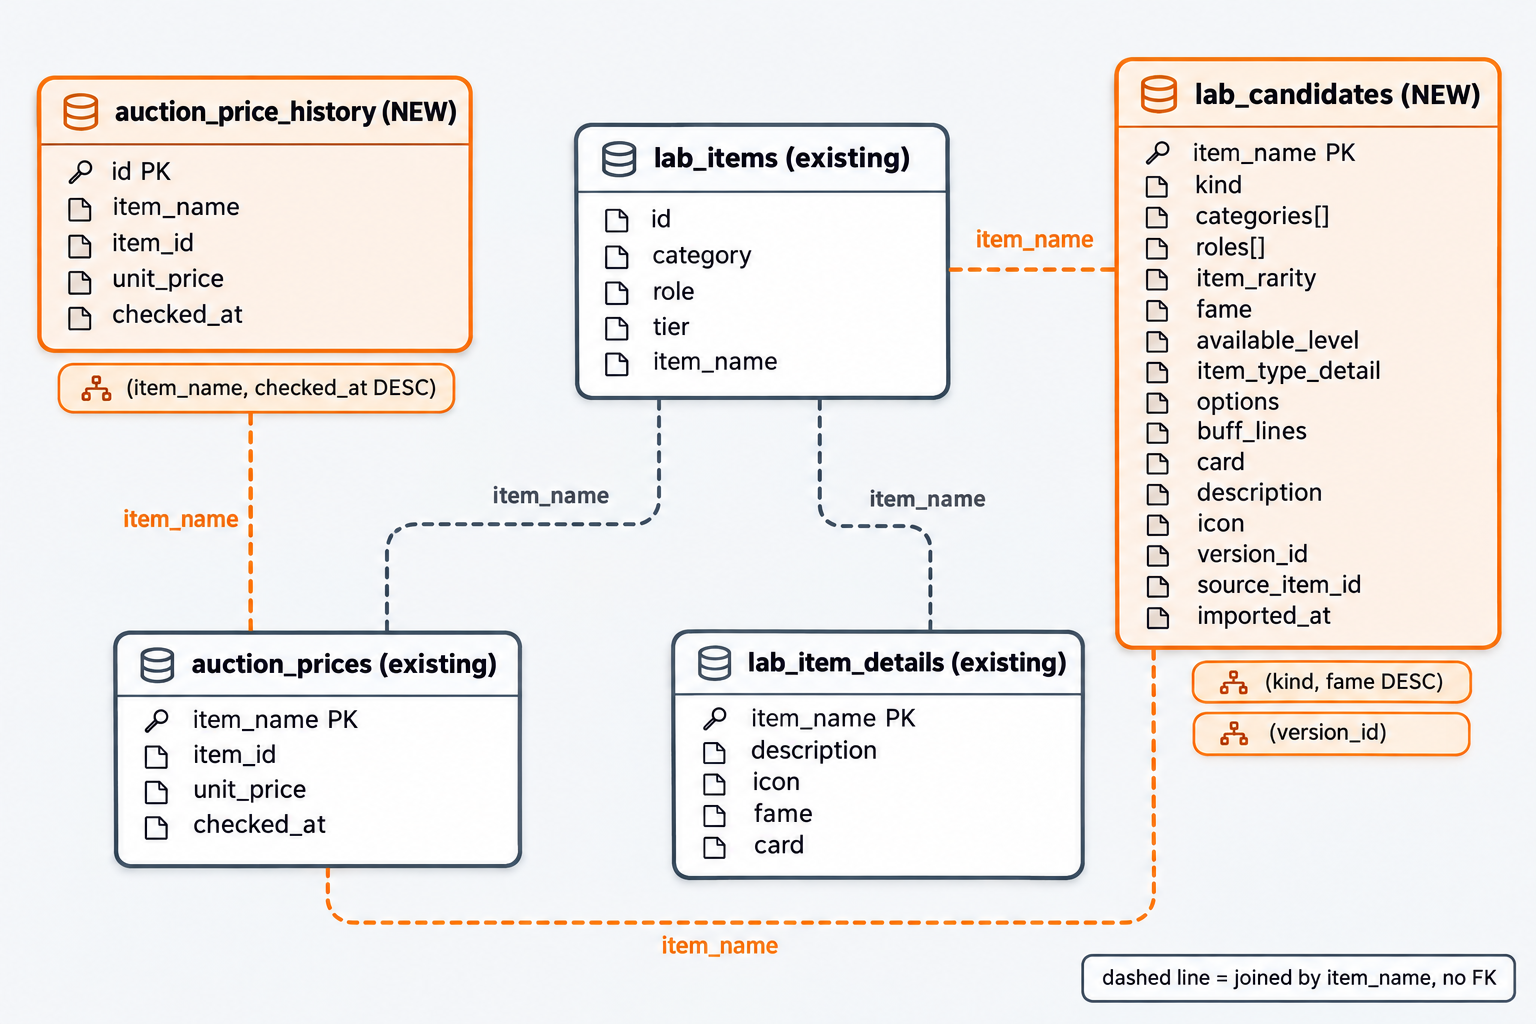 auction_price_history (NEW)
id PK
item_name
item_id
unit_price
checked_at
(item_name, checked_at DESC)
lab_items (existing)
id
category
role
tier
item_name
lab_candidates (NEW)
item_name PK
kind
categories[]
roles[]
item_rarity
fame
available_level
item_type_detail
options
buff_lines
card
description
icon
version_id
source_item_id
imported_at
(kind, fame DESC)
(version_id)
item_name
item_name
item_name
item_name
auction_prices (existing)
item_name PK
item_id
unit_price
checked_at
lab_item_details (existing)
item_name PK
description
icon
fame
card
item_name
dashed line = joined by item_name, no FK